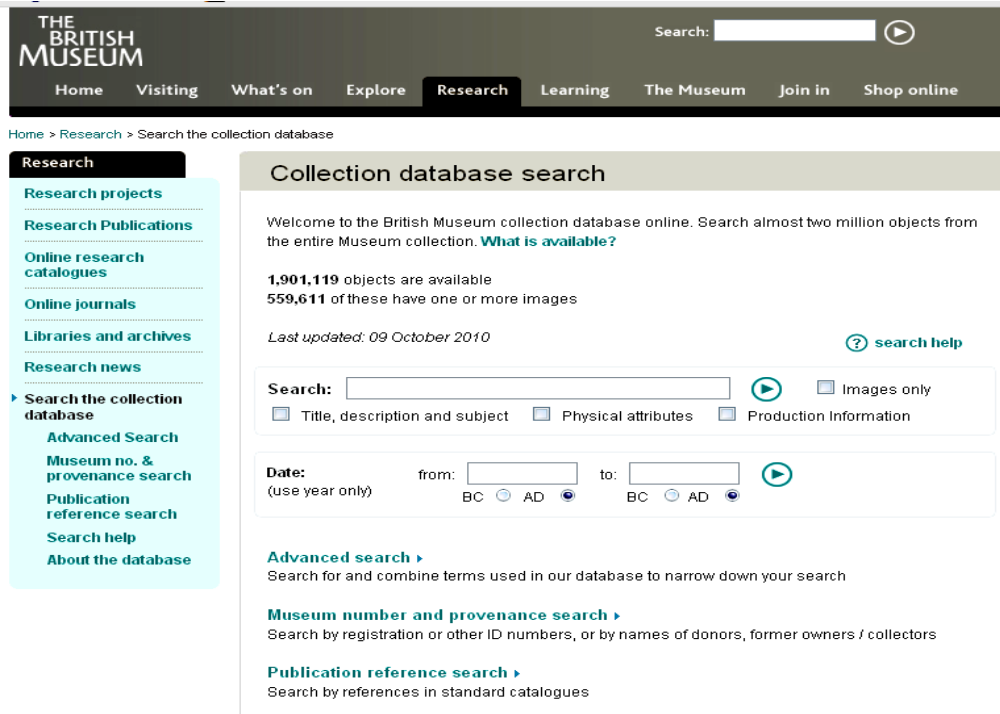 THE
BRITISH
MUSEUM
Search:
Home Visiting What's on Explore Research Learning The Museum Join in Shop online
Home > Research > Search the collection database
Research
Research projects
Research Publications
Online research
catalogues
Online journals
Libraries and archives
Research news
Search the collection
database
Advanced Search
Museum no. &
provenance search
Publication
reference search
Search help
About the database
Collection database search
Welcome to the British Museum collection database online. Search almost two million objects from
the entire Museum collection. What is available?
1,901,119 objects are available
559,611 of these have one or more images
Last updated: 09 October 2010
? search help
Search: Images only
Title, description and subject Physical attributes Production Information
Date: from: to:
(use year only) BC AD BC AD
Advanced search
Search for and combine terms used in our database to narrow down your search
Museum number and provenance search
Search by registration or other ID numbers, or by names of donors, former owners / collectors
Publication reference search
Search by references in standard catalogues